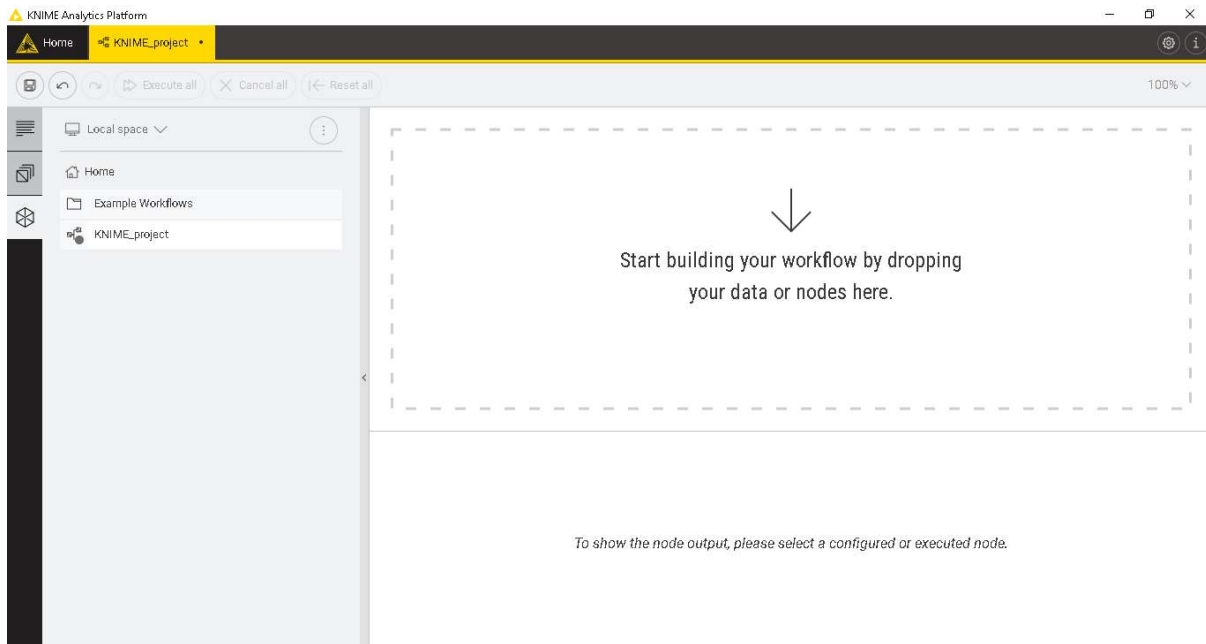 KNIME Analytics Platform
Home
KNIME_project
Execute all
Cancel all
Reset all
100%
Local space
Home
Example Workflows
KNIME_project
Start building your workflow by dropping
your data or nodes here.
To show the node output, please select a configured or executed node.